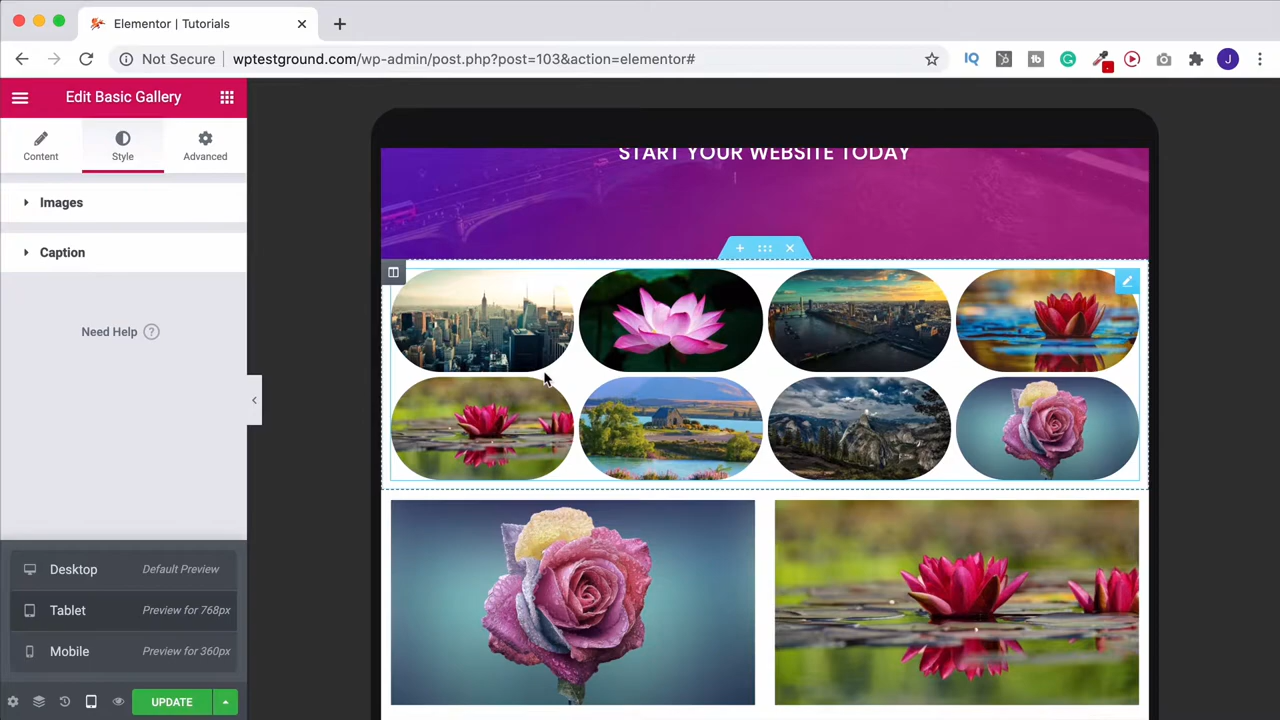 Elementor | Tutorials
Not Secure wptestground.com/wp-admin/post.php?post=103&action=elementor#
IQ
tb
J
Edit Basic Gallery
Content
Style
Advanced
Images
Caption
Need Help ?
Desktop Default Preview
Tablet Preview for 768px
Mobile Preview for 360px
UPDATE
START YOUR WEBSITE TODAY